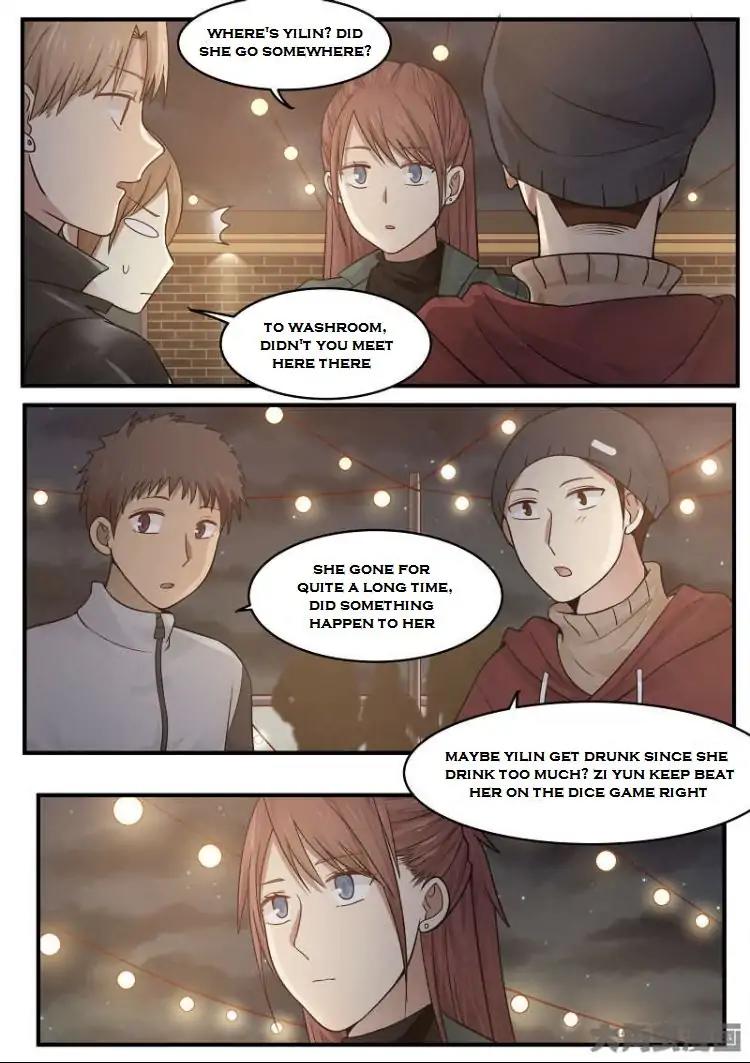 WHERE'S YILIN? DID
SHE GO SOMEWHERE?
TO WASHROOM,
DIDN'T YOU MEET
HERE THERE
SHE GONE FOR
QUITE A LONG TIME,
DID SOMETHING
HAPPEN TO HER
MAYBE YILIN GET DRUNK SINCE SHE
DRINK TOO MUCH? ZI YUN KEEP BEAT
HER ON THE DICE GAME RIGHT